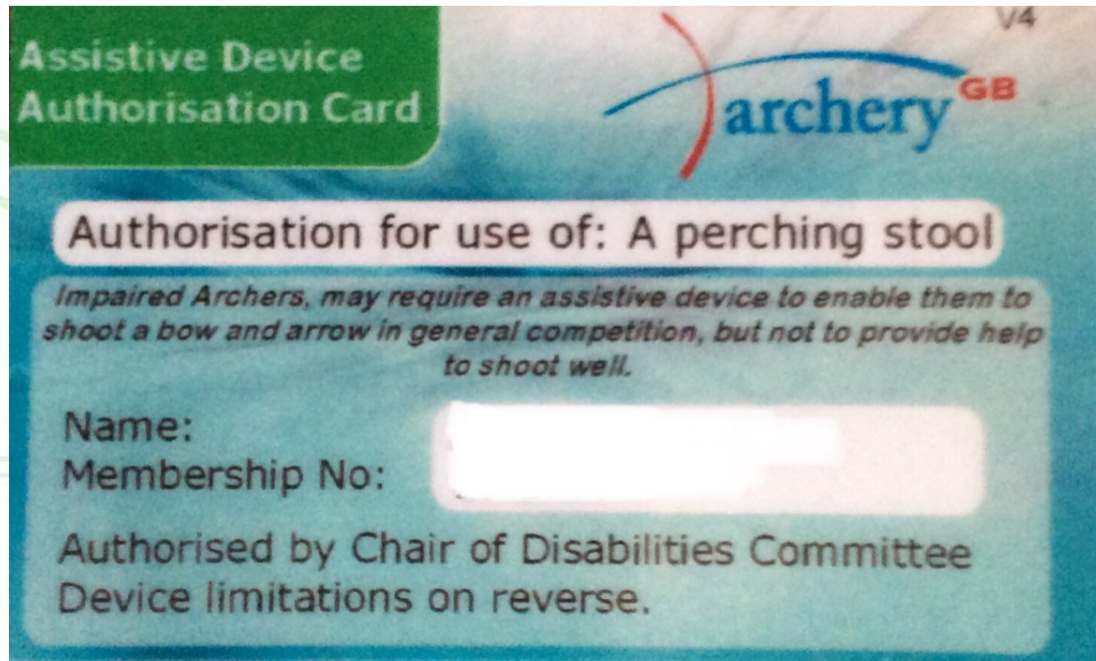 V4
Assistive Device
Authorisation Card
archery GB
Authorisation for use of: A perching stool
Impaired Archers, may require an assistive device to enable them to
shoot a bow and arrow in general competition, but not to provide help
to shoot well.
Name:
Membership No:
Authorised by Chair of Disabilities Committee
Device limitations on reverse.